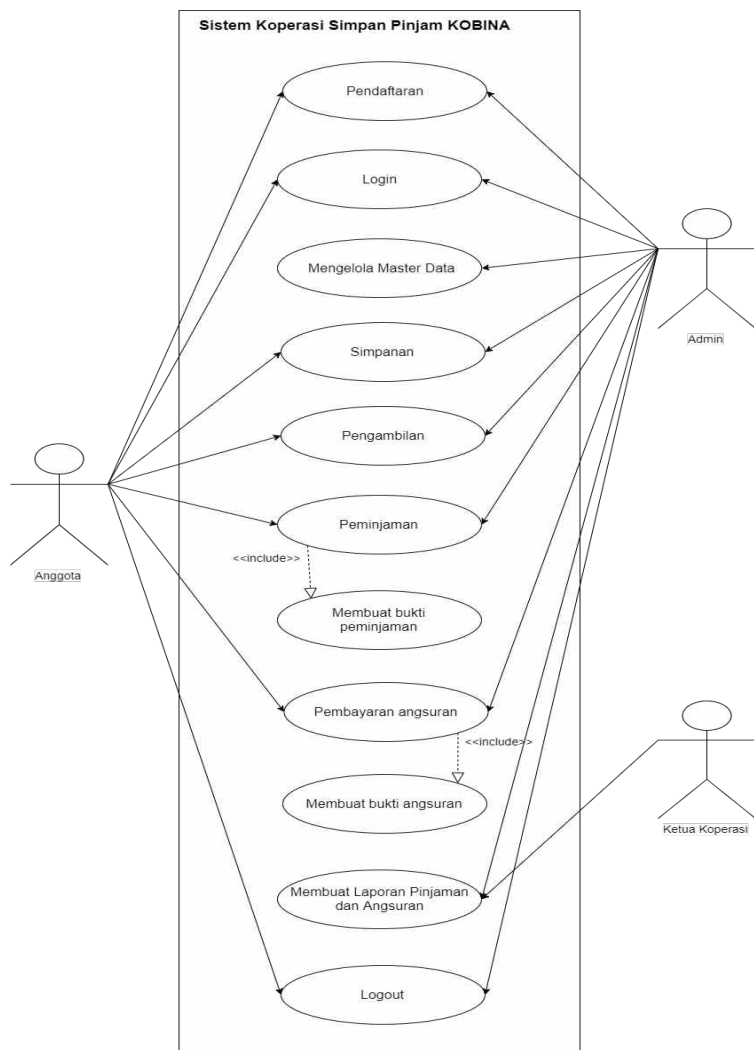 Sistem Koperasi Simpan Pinjam KOBINA
Pendaftaran
Login
Mengelola Master Data
Admin
Simpanan
Pengambilan
Peminjaman
<<include>>
Anggota
Membuat bukti
peminjaman
Pembayaran angsuran
<<include>>
Membuat bukti angsuran
Ketua Koperasi
Membuat Laporan Pinjaman
dan Angsuran
Logout